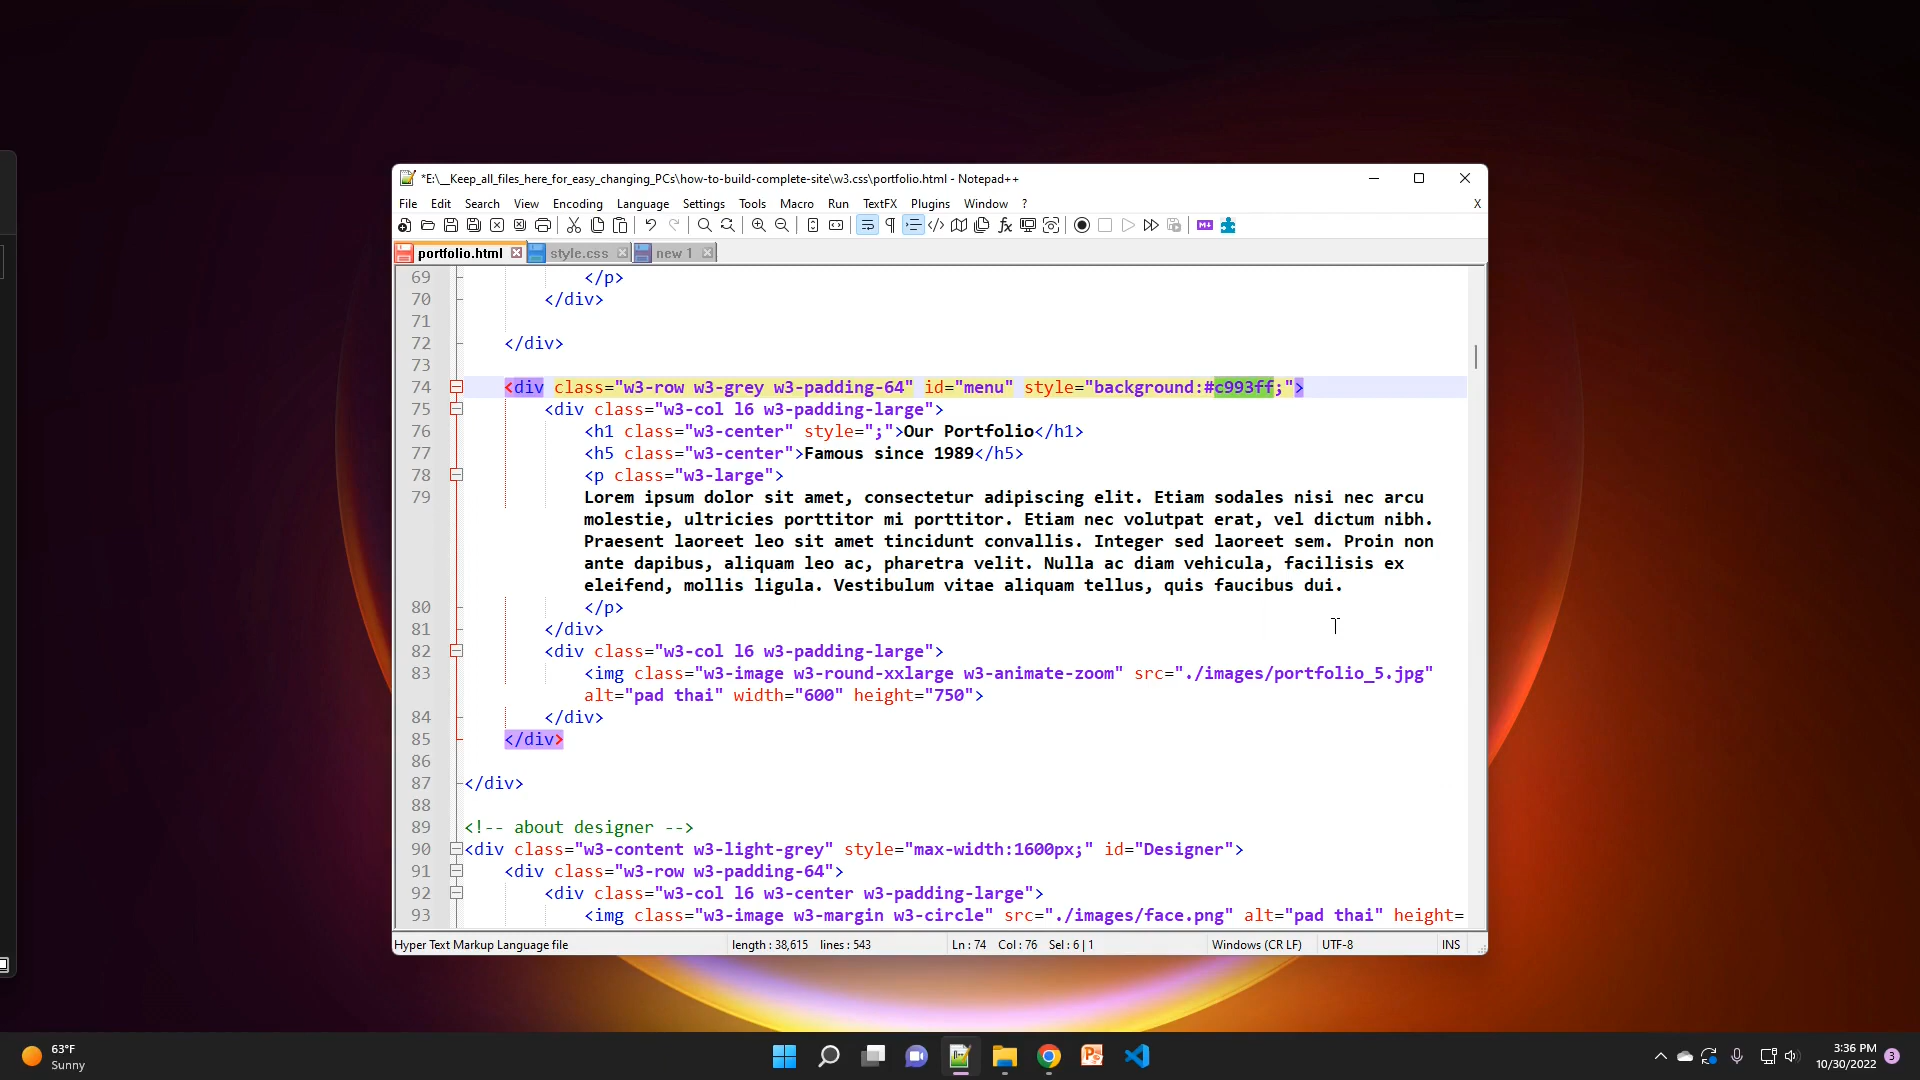 *E:\__Keep_all_files_here_for_easy_changing_PCs\how-to-build-complete-site\w3.css\portfolio.html - Notepad++
File Edit Search View Encoding Language Settings Tools Macro Run TextFX Plugins Window ? X
portfolio.html style.css new 1
69 </p>
70 </div>
71
72 </div>
73
74 <div class="w3-row w3-grey w3-padding-64" id="menu" style="background:#c993ff;">
75 <div class="w3-col l6 w3-padding-large">
76 <h1 class="w3-center" style=";">Our Portfolio</h1>
77 <h5 class="w3-center">Famous since 1989</h5>
78 <p class="w3-large">
79 Lorem ipsum dolor sit amet, consectetur adipiscing elit. Etiam sodales nisi nec arcu
molestie, ultricies porttitor mi porttitor. Etiam nec volutpat erat, vel dictum nibh.
Praesent laoreet leo sit amet tincidunt convallis. Integer sed laoreet sem. Proin non
ante dapibus, aliquam leo ac, pharetra velit. Nulla ac diam vehicula, facilisis ex
eleifend, mollis ligula. Vestibulum vitae aliquam tellus, quis faucibus dui.
80 </p>
81 </div>
82 <div class="w3-col l6 w3-padding-large">
83 <img class="w3-image w3-round-xxlarge w3-animate-zoom" src="./images/portfolio_5.jpg"
alt="pad thai" width="600" height="750">
84 </div>
85 </div>
86
87 </div>
88
89 <!-- about designer -->
90 <div class="w3-content w3-light-grey" style="max-width:1600px;" id="Designer">
91 <div class="w3-row w3-padding-64">
92 <div class="w3-col l6 w3-center w3-padding-large">
93 <img class="w3-image w3-margin w3-circle" src="./images/face.png" alt="pad thai" height=
Hyper Text Markup Language file length : 38,615 lines : 543 Ln : 74 Col : 76 Sel : 6 | 1 Windows (CR LF) UTF-8 INS
63°F
Sunny
3:36 PM
10/30/2022
3